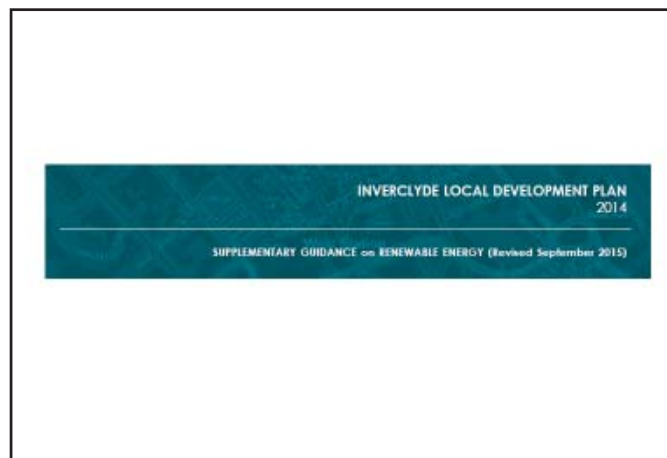 INVERCLYDE LOCAL DEVELOPMENT PLAN
2014
SUPPLEMENTARY GUIDANCE on RENEWABLE ENERGY (Revised September 2015)